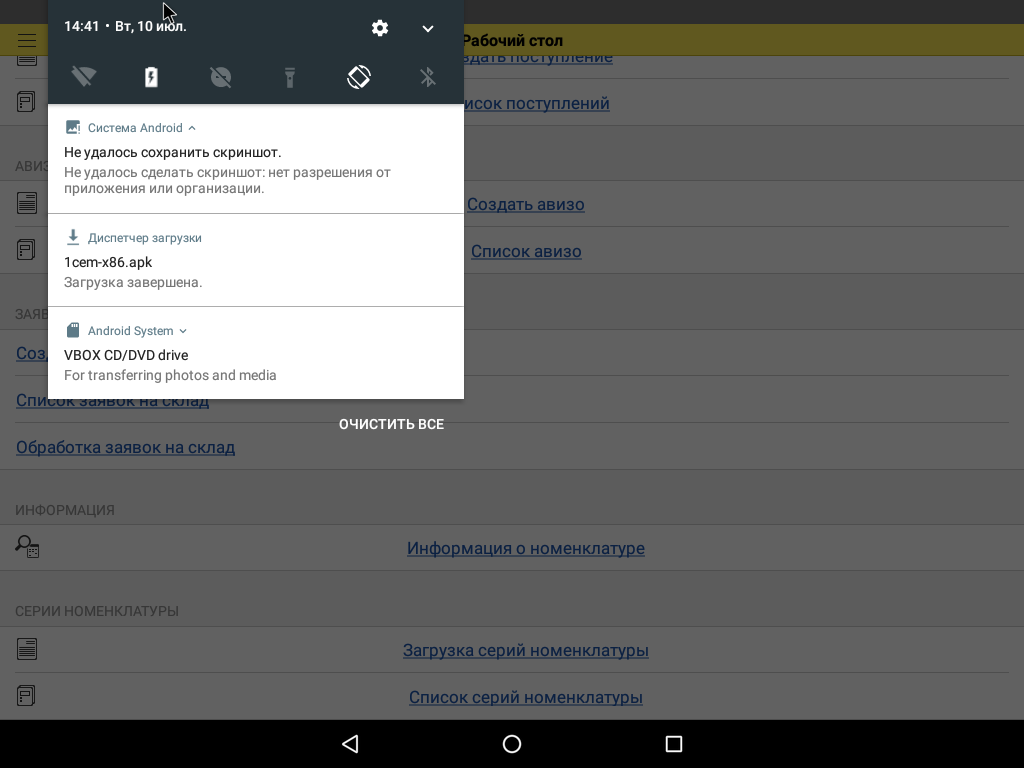 14:41 • Вт, 10 июл.
Рабочий стол
здать поступление
исок поступлений
Система Android
Не удалось сохранить скриншот.
Не удалось сделать скриншот: нет разрешения от
приложения или организации.
АВИЗ
Создать авизо
Диспетчер загрузки
1cem-x86.apk
Загрузка завершена.
Список авизо
ЗАЯВ
Android System
VBOX CD/DVD drive
For transferring photos and media
Соз
Список заявок на склад
ОЧИСТИТЬ ВСЕ
Обработка заявок на склад
ИНФОРМАЦИЯ
Информация о номенклатуре
СЕРИИ НОМЕНКЛАТУРЫ
Загрузка серий номенклатуры
Список серий номенклатуры